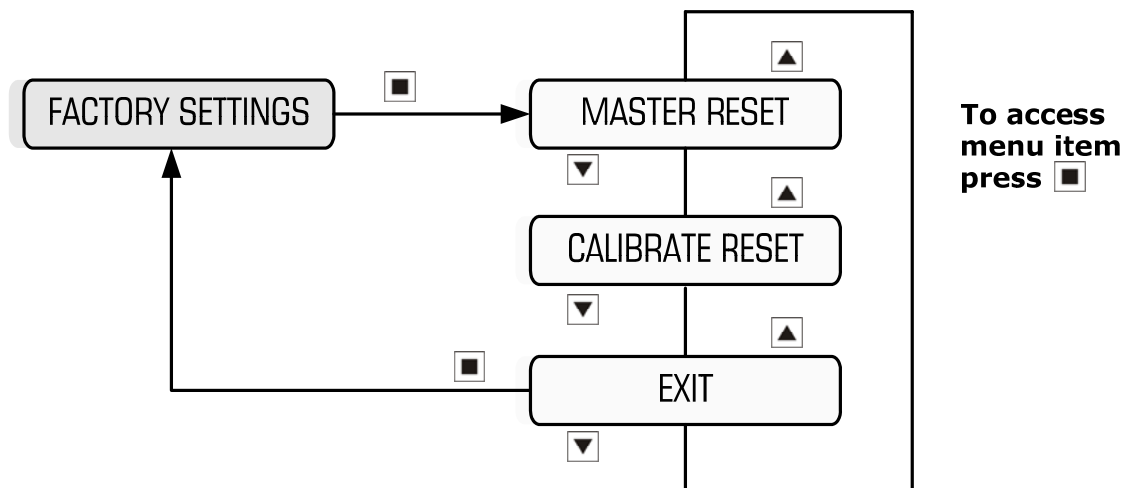 FACTORY SETTINGS
MASTER RESET
CALIBRATE RESET
EXIT
To access
menu item
press